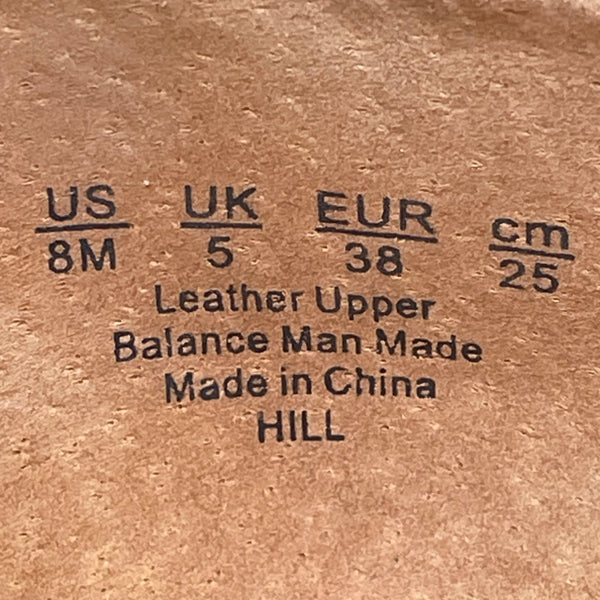 US UK EUR cm
8M 5 38 25
Leather Upper
Balance Man Made
Made in China
HILL